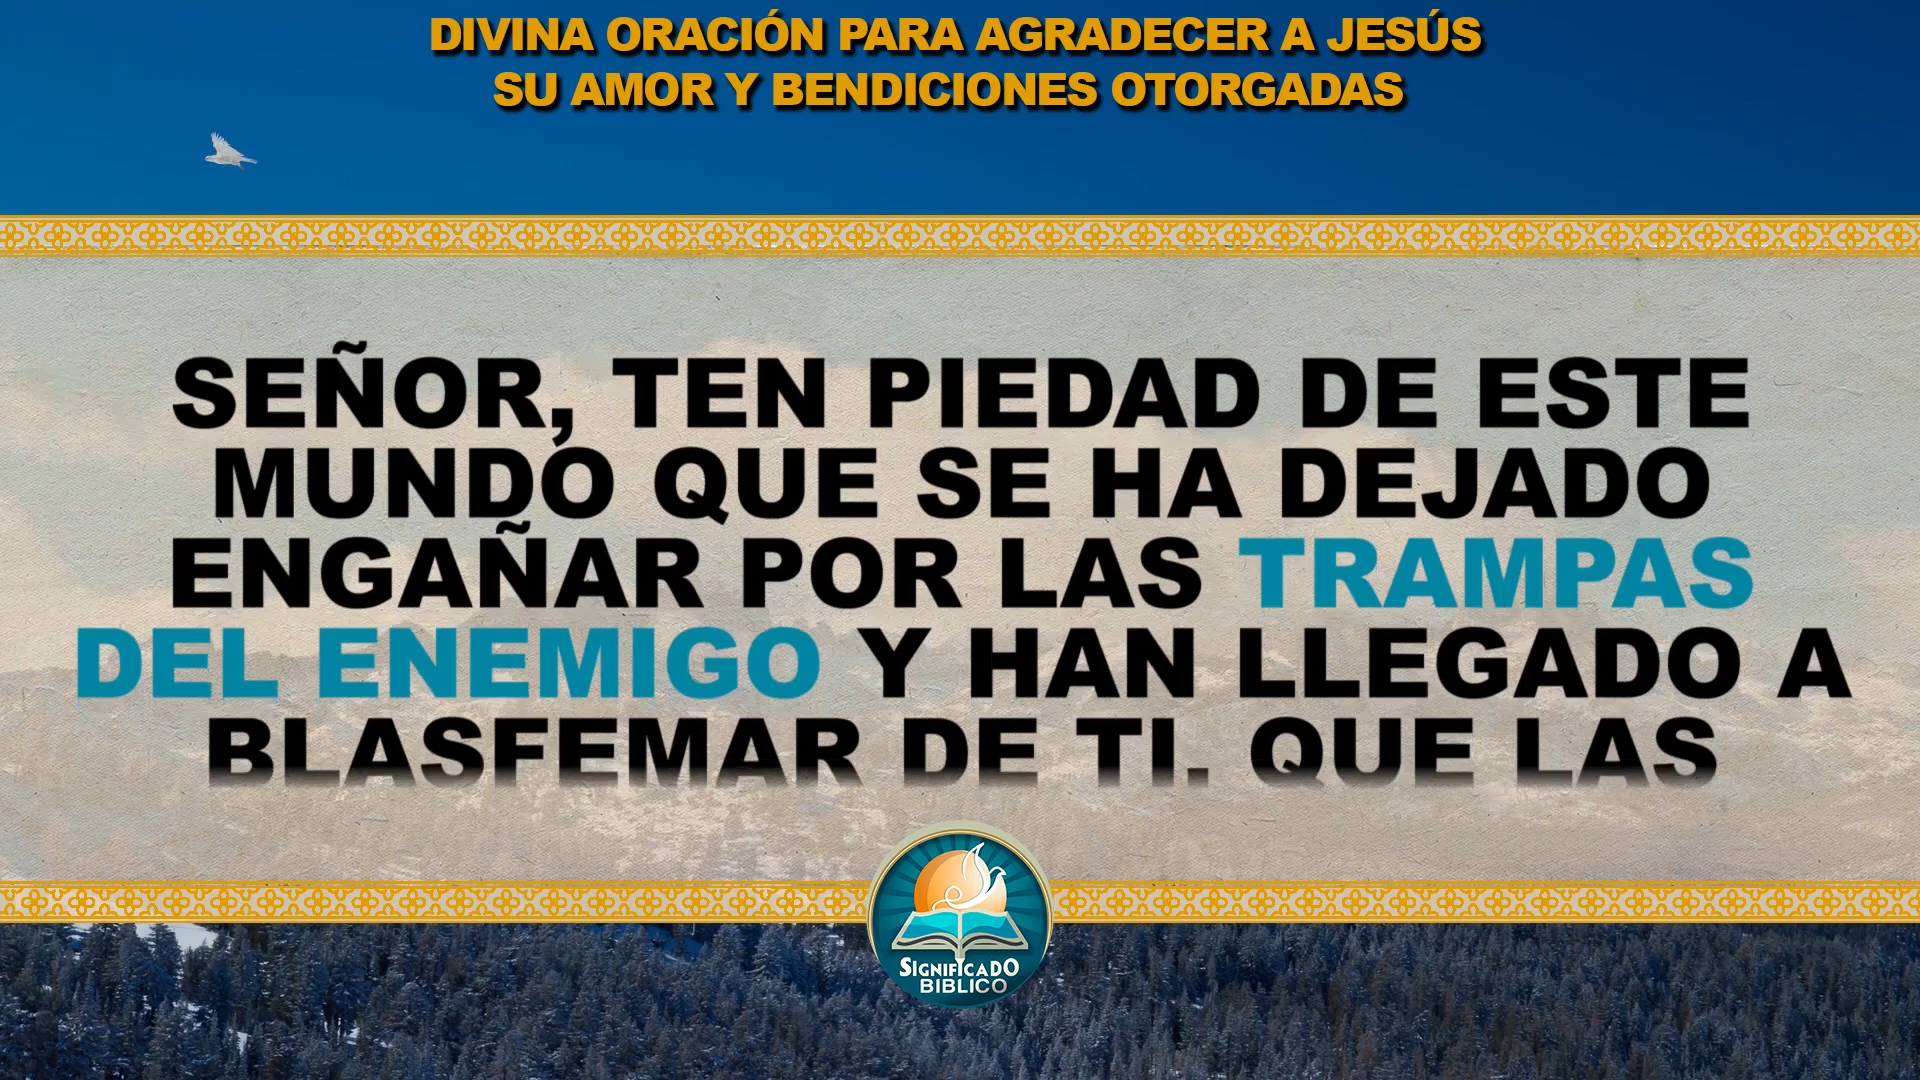 DIVINA ORACIÓN PARA AGRADECER A JESÚS
SU AMOR Y BENDICIONES OTORGADAS
SEÑOR, TEN PIEDAD DE ESTE
MUNDO QUE SE HA DEJADO
ENGAÑAR POR LAS TRAMPAS
DEL ENEMIGO Y HAN LLEGADO A
BLASFEMAR DE TI. QUE LAS
SIGNIFICADO
BIBLICO